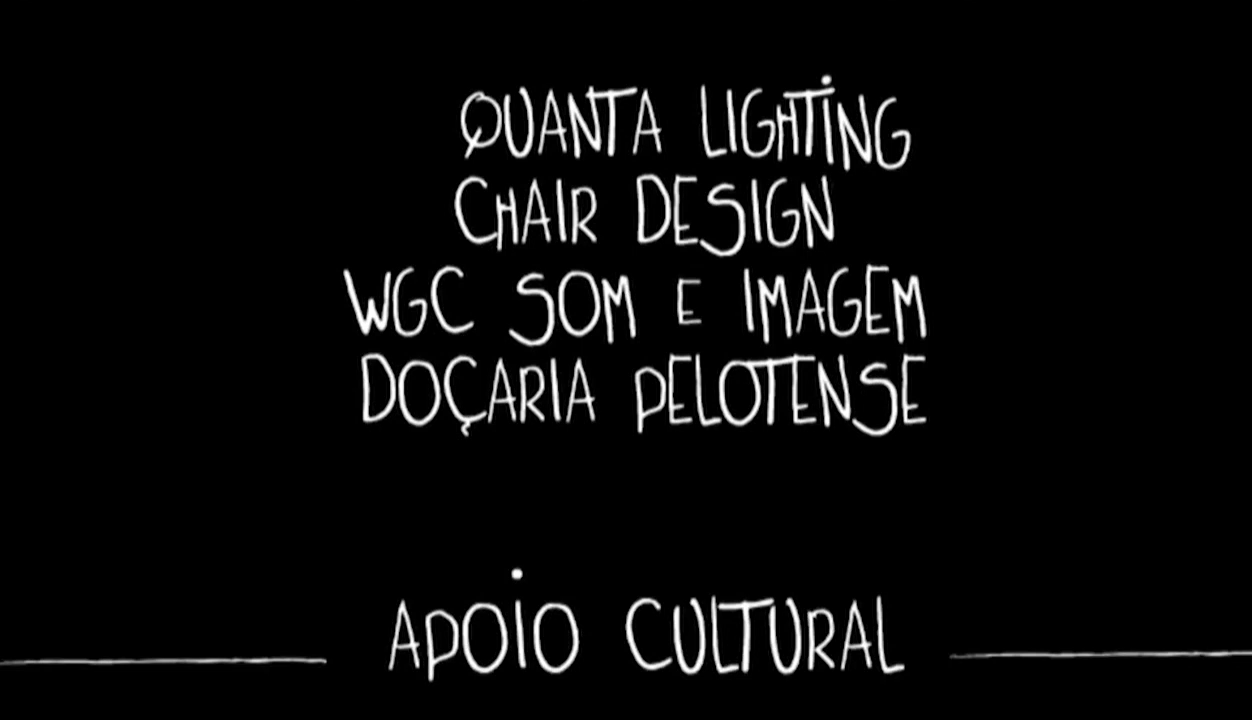 QUANTA LIGHTING
CHAIR DESIGN
WGC SOM E IMAGEM
DOÇARIA PELOTENSE
APOIO CULTURAL